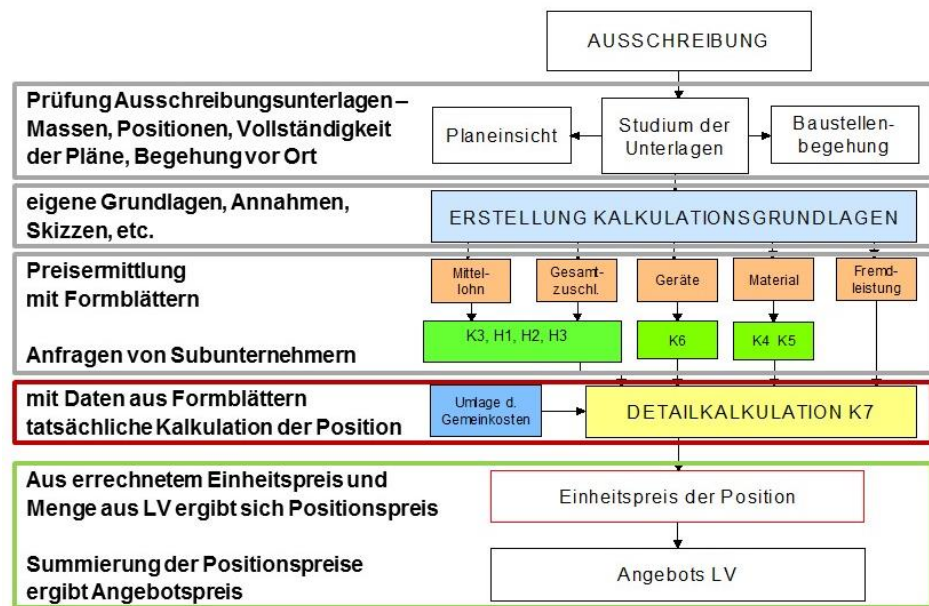 AUSSCHREIBUNG
Prüfung Ausschreibungsunterlagen –
Massen, Positionen, Vollständigkeit
der Pläne, Begehung vor Ort
Planeinsicht
Studium der
Unterlagen
Baustellen-
begehung
eigene Grundlagen, Annahmen,
Skizzen, etc.
ERSTELLUNG KALKULATIONSGRUNDLAGEN
Preisermittlung
mit Formblättern
Mittel-
lohn
Gesamt-
zuschl.
Geräte
Material
Fremd-
leistung
Anfragen von Subunternehmern
K3, H1, H2, H3
K6
K4 K5
mit Daten aus Formblättern
tatsächliche Kalkulation der Position
Umlage d.
Gemeinkosten
DETAILKALKULATION K7
Aus errechnetem Einheitspreis und
Menge aus LV ergibt sich Positionspreis
Einheitspreis der Position
Summierung der Positionspreise
ergibt Angebotspreis
Angebots LV